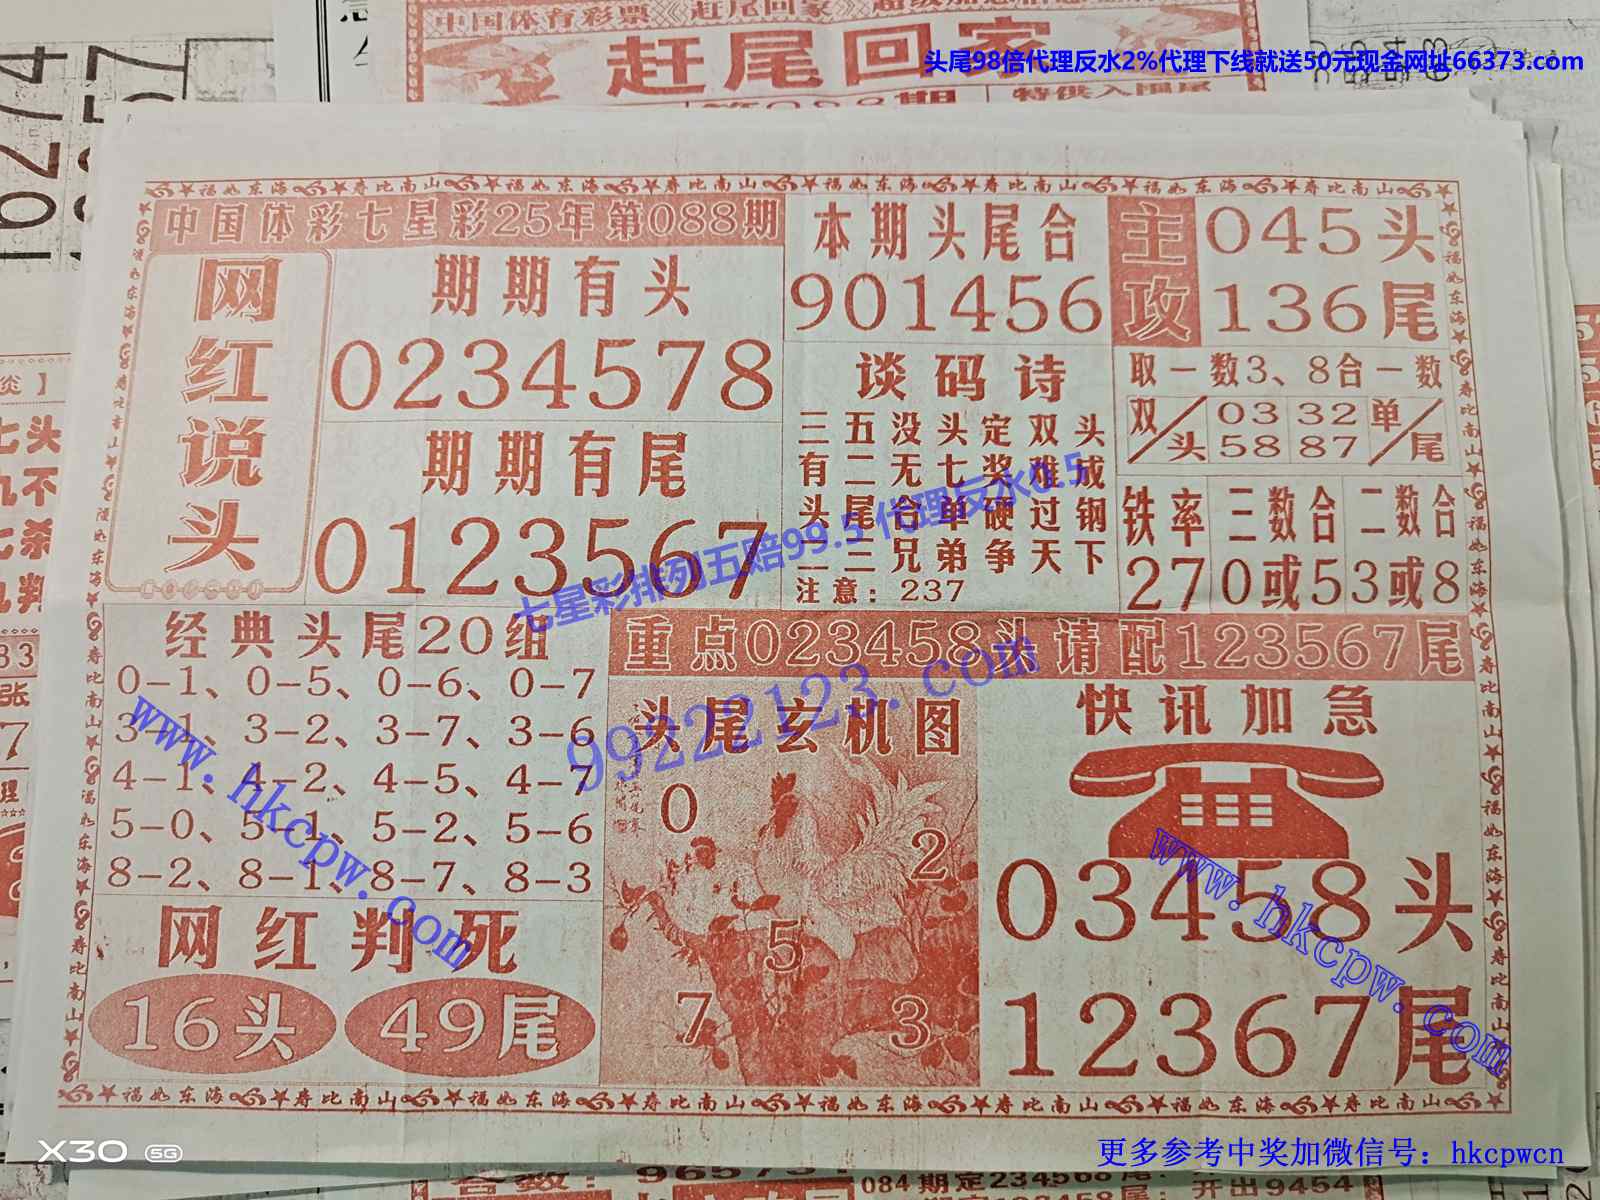 中国体育彩票《赶尾回家》
赶尾回家
头尾98倍代理反水2%代理下线就送50元现金网址66373.com
中国体彩七星彩25年第088期
网红说头
期期有头
0234578
期期有尾
0123567
本期头尾合
901456
主攻
045头
136尾
谈码诗
三五没头定双头
有二无七奖难成
头尾合单硬过钢
一二三兄弟争天下
注意：237
取一数3、8合一数
双/头
03 32
58 87
单/尾
铁率 三数合 二数合
270或53或8
经典头尾20组
0-1、0-5、0-6、0-7
3-1、3-2、3-7、3-6
4-1、4-2、4-5、4-7
5-0、5-1、5-2、5-6
8-2、8-1、8-7、8-3
网红判死
16头 49尾
重点023458头请配123567尾
头尾玄机图
0
2
5
7
3
快讯加急
03458头
12367尾
福如东海 寿比南山
七星彩排列五赔99.5 代理反水0.5
99222123.com
www.hkcpw.com
www.hkcpw.com
X30 5G
更多参考中奖加微信号：hkcpwcn
084期定234568尾：开出9454